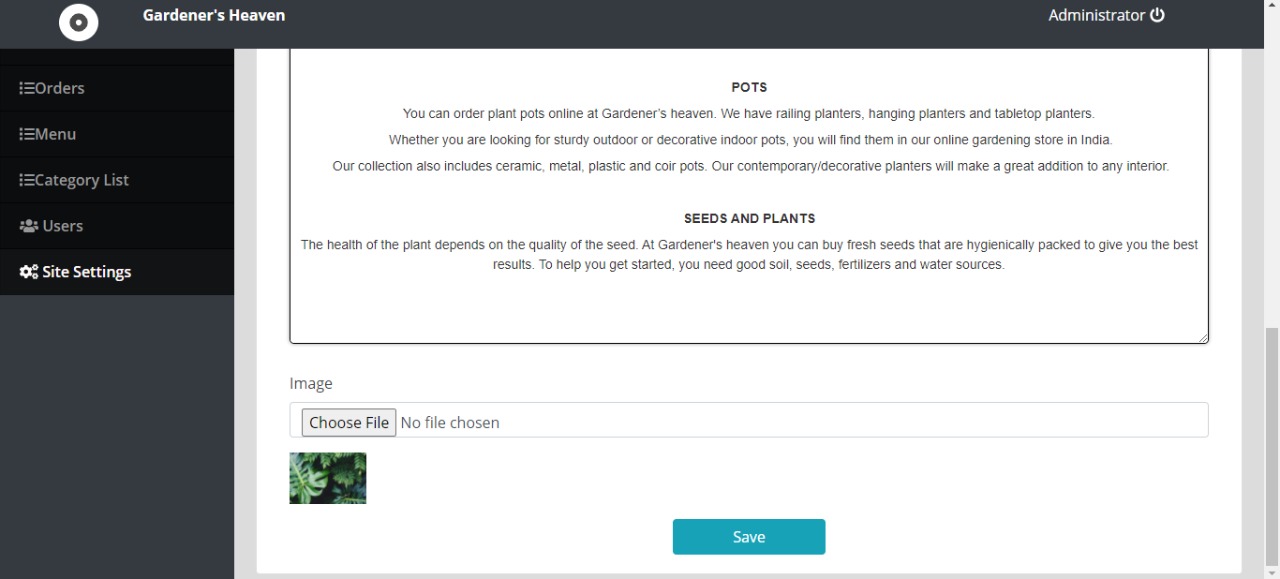 Gardener's Heaven
Administrator
Orders
Menu
Category List
Users
Site Settings
POTS
You can order plant pots online at Gardener’s heaven. We have railing planters, hanging planters and tabletop planters.
Whether you are looking for sturdy outdoor or decorative indoor pots, you will find them in our online gardening store in India.
Our collection also includes ceramic, metal, plastic and coir pots. Our contemporary/decorative planters will make a great addition to any interior.
SEEDS AND PLANTS
The health of the plant depends on the quality of the seed. At Gardener's heaven you can buy fresh seeds that are hygienically packed to give you the best
results. To help you get started, you need good soil, seeds, fertilizers and water sources.
Image
Choose File No file chosen
Save